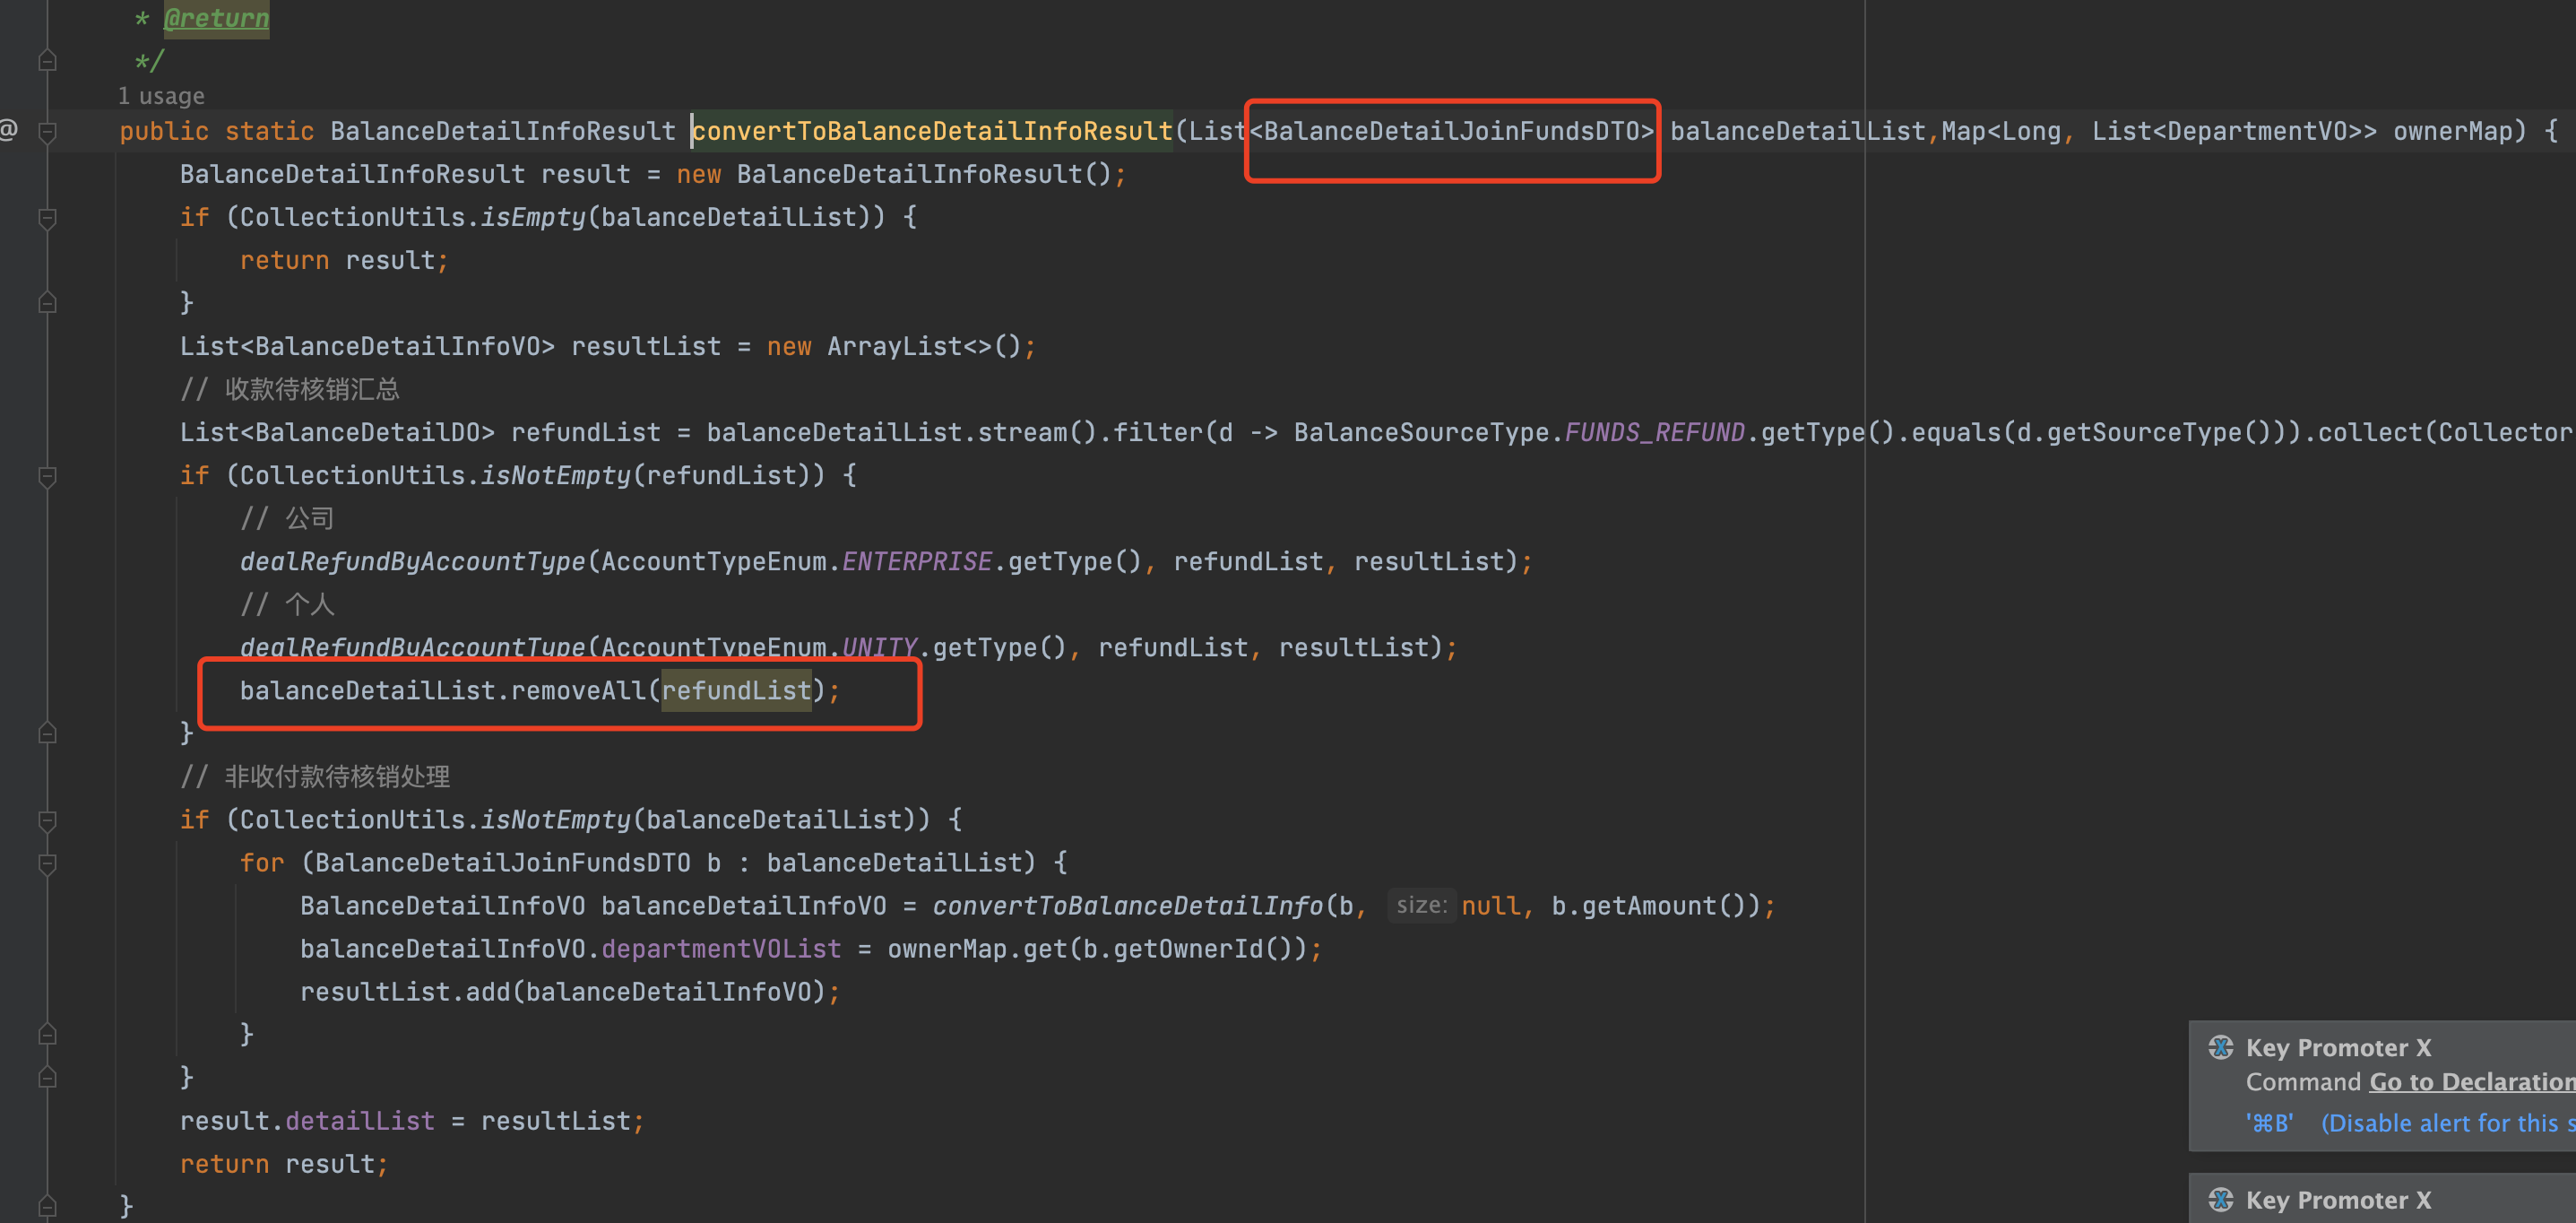 * @return
*/
1 usage
@
public static BalanceDetailInfoResult convertToBalanceDetailInfoResult(List<BalanceDetailJoinFundsDTO> balanceDetailList,Map<Long, List<DepartmentVO>> ownerMap) {
BalanceDetailInfoResult result = new BalanceDetailInfoResult();
if (CollectionUtils.isEmpty(balanceDetailList)) {
return result;
}
List<BalanceDetailInfoVO> resultList = new ArrayList<>();
// 收款待核销汇总
List<BalanceDetailDO> refundList = balanceDetailList.stream().filter(d -> BalanceSourceType.FUNDS_REFUND.getType().equals(d.getSourceType())).collect(Collector
if (CollectionUtils.isNotEmpty(refundList)) {
// 公司
dealRefundByAccountType(AccountTypeEnum.ENTERPRISE.getType(), refundList, resultList);
// 个人
dealRefundByAccountType(AccountTypeEnum.UNITY.getType(), refundList, resultList);
balanceDetailList.removeAll(refundList);
}
// 非收付款待核销处理
if (CollectionUtils.isNotEmpty(balanceDetailList)) {
for (BalanceDetailJoinFundsDTO b : balanceDetailList) {
BalanceDetailInfoVO balanceDetailInfoVO = convertToBalanceDetailInfo(b, size: null, b.getAmount());
balanceDetailInfoVO.departmentVOList = ownerMap.get(b.getOwnerId());
resultList.add(balanceDetailInfoVO);
}
}
result.detailList = resultList;
return result;
}
Key Promoter X
Command Go to Declaration
'⌘B' (Disable alert for this s
Key Promoter X